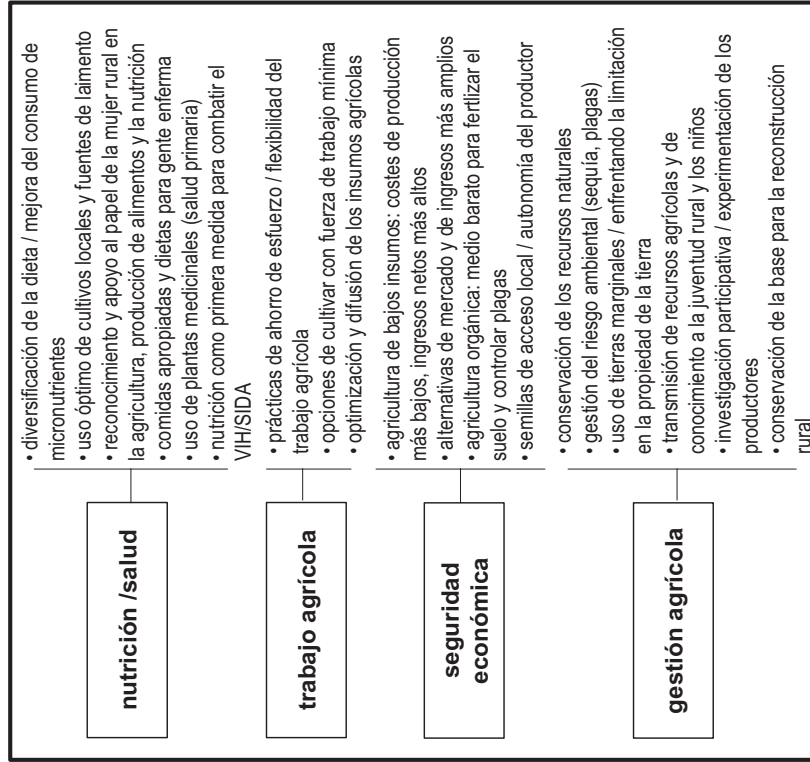 nutrición /salud
• diversificación de la dieta / mejora del consumo de
micronutrientes
• uso óptimo de cultivos locales y fuentes de laimento
• reconocimiento y apoyo al papel de la mujer rural en
la agricultura, producción de alimentos y la nutrición
• comidas apropiadas y dietas para gente enferma
• uso de plantas medicinales (salud primaria)
• nutrición como primera medida para combatir el
VIH/SIDA
trabajo agrícola
• prácticas de ahorro de esfuerzo / flexibilidad del
trabajo agrícola
• opciones de cultivar con fuerza de trabajo mínima
• optimización y difusión de los insumos agrícolas
seguridad
económica
• agricultura de bajos insumos: costes de producción
más bajos, ingresos netos más altos
• alternativas de mercado y de ingresos más amplios
• agricultura orgánica: medio barato para fertlizar el
suelo y controlar plagas
• semillas de acceso local / autonomía del productor
gestión agrícola
• conservación de los recursos naturales
• gestión del riesgo ambiental (sequía, plagas)
• uso de tierras marginales / enfrentando la limitación
en la propiedad de la tierra
• transmisión de recursos agrícolas y de
conocimiento a la juventud rural y los niños
• investigación participativa / experimentación de los
productores
• conservación de la base para la reconstrucción
rural